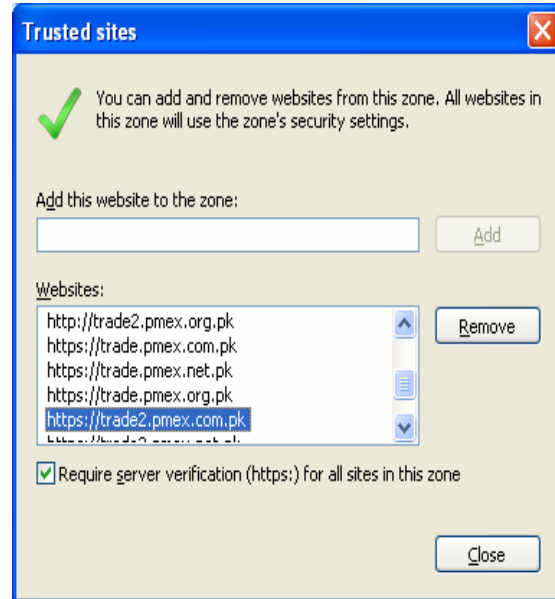 Trusted sites
You can add and remove websites from this zone. All websites in
this zone will use the zone's security settings.
Add this website to the zone:
Add
Websites:
http://trade2.pmex.org.pk
https://trade.pmex.com.pk
https://trade.pmex.net.pk
https://trade.pmex.org.pk
https://trade2.pmex.com.pk
Remove
Require server verification (https:) for all sites in this zone
Close